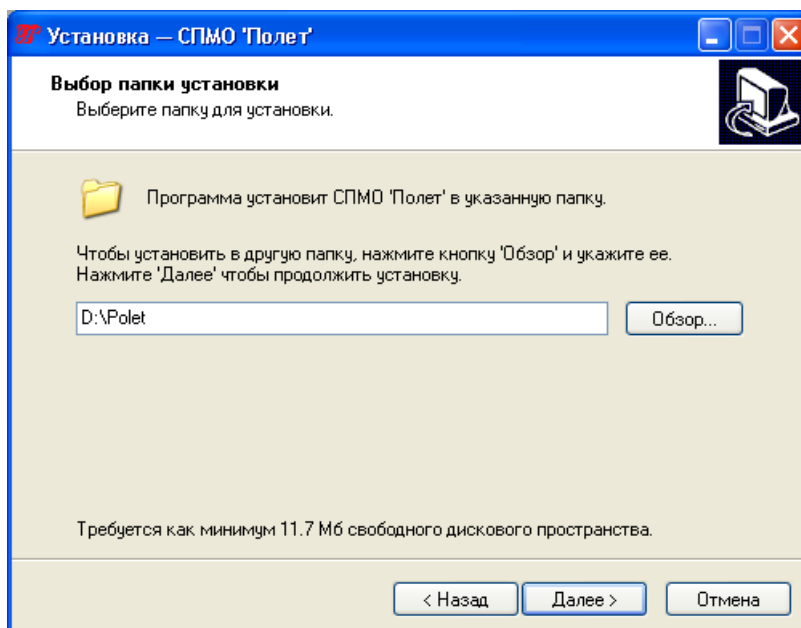 Установка — СПМО 'Полет'
Выбор папки установки
Выберите папку для установки.
Программа установит СПМО 'Полет' в указанную папку.
Чтобы установить в другую папку, нажмите кнопку 'Обзор' и укажите ее.
Нажмите 'Далее' чтобы продолжить установку.
D:\Polet
Обзор...
Требуется как минимум 11.7 Мб свободного дискового пространства.
< Назад
Далее >
Отмена